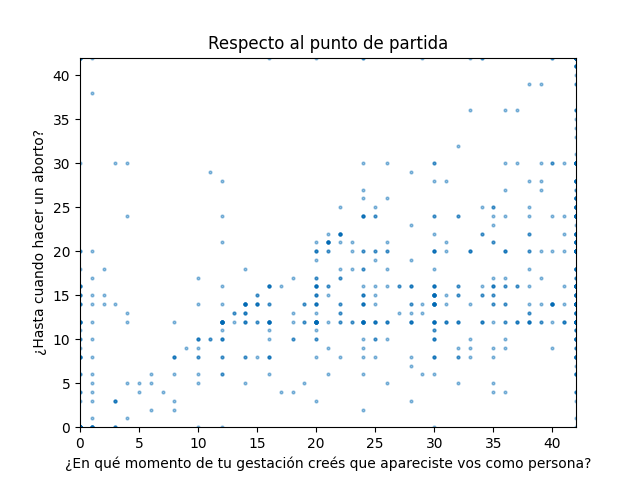 Respecto al punto de partida
¿Hasta cuando hacer un aborto?
40
35
30
25
20
15
10
5
0
0 5 10 15 20 25 30 35 40
¿En qué momento de tu gestación creés que apareciste vos como persona?